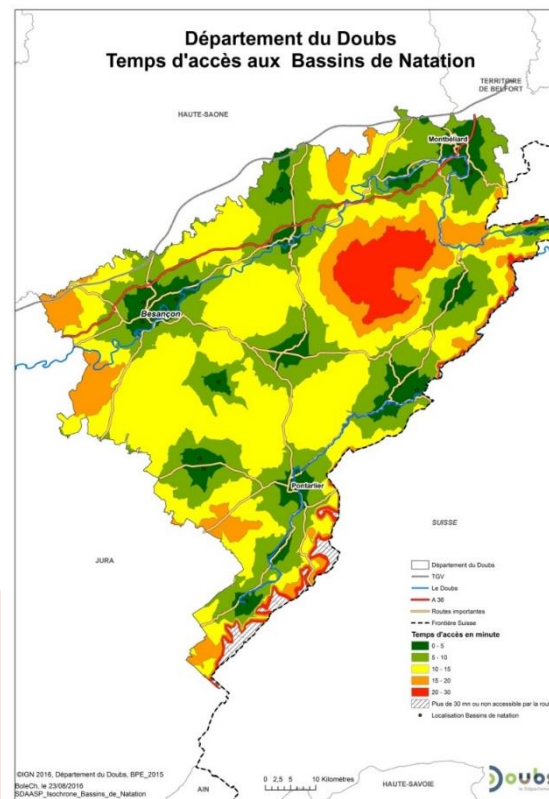 Département du Doubs
Temps d'accès aux Bassins de Natation
TERRITOIRE
DE BELFORT
HAUTE-SAONE
Montbéliard
Besançon
Pontarlier
SUISSE
JURA
Département du Doubs
TGV
Le Doubs
A 36
Routes importantes
Frontière Suisse
Temps d'accès en minute
0 - 5
5 - 10
10 - 15
15 - 20
20 - 30
Plus de 30 mn ou non accessible par la rout
Localisation Bassins de natation
©IGN 2016, Département du Doubs, BPE_2015
BoleCh, le 23/08/2016
SDAASP_Isochrone_Bassins_de_Natation
0 2,5 5 10 Kilomètres
AIN
HAUTE-SAVOIE
doubs
le Département